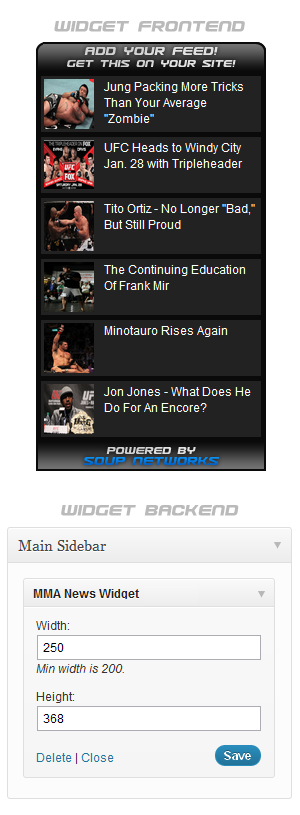 WIDGET FRONTEND
ADD YOUR FEED!
GET THIS ON YOUR SITE!
Jung Packing More Tricks
Than Your Average
"Zombie"
UFC Heads to Windy City
Jan. 28 with Tripleheader
Tito Ortiz - No Longer "Bad,"
But Still Proud
The Continuing Education
Of Frank Mir
Minotauro Rises Again
Jon Jones - What Does He
Do For An Encore?
POWERED BY
SOUP NETWORKS
WIDGET BACKEND
Main Sidebar
MMA News Widget
Width:
250
Min width is 200.
Height:
368
Delete | Close
Save